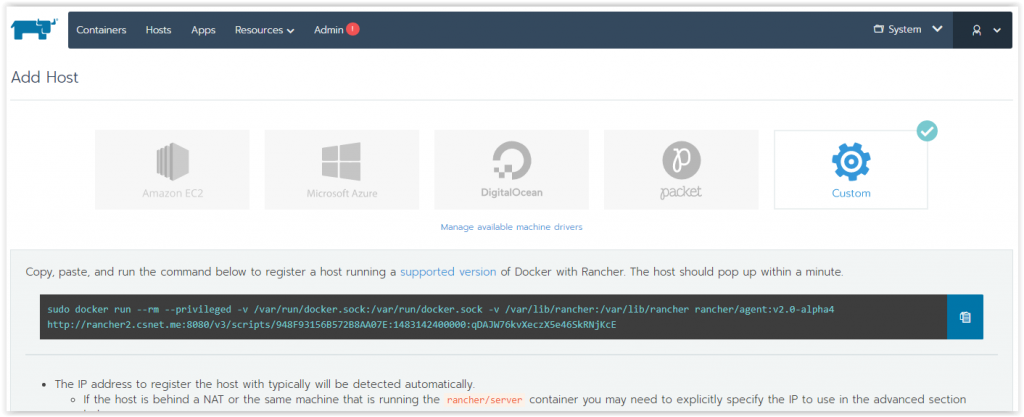 Containers Hosts Apps Resources Admin ! System
Add Host
Amazon EC2 Microsoft Azure DigitalOcean packet Custom
Manage available machine drivers
Copy, paste, and run the command below to register a host running a supported version of Docker with Rancher. The host should pop up within a minute.
sudo docker run --rm --privileged -v /var/run/docker.sock:/var/run/docker.sock -v /var/lib/rancher:/var/lib/rancher rancher/agent:v2.0-alpha4
http://rancher2.csnet.me:8080/v3/scripts/948F93156B572B8AA07E:1483142400000:qDAJW76kvXeczX5e46SkRNjKcE
• The IP address to register the host with typically will be detected automatically.
◦ If the host is behind a NAT or the same machine that is running the rancher/server container you may need to explicitly specify the IP to use in the advanced section